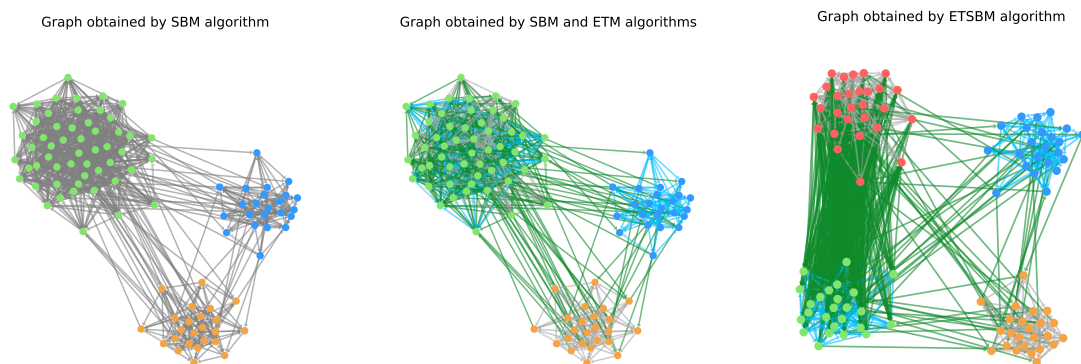 Graph obtained by SBM algorithm
Graph obtained by SBM and ETM algorithms
Graph obtained by ETSBM algorithm